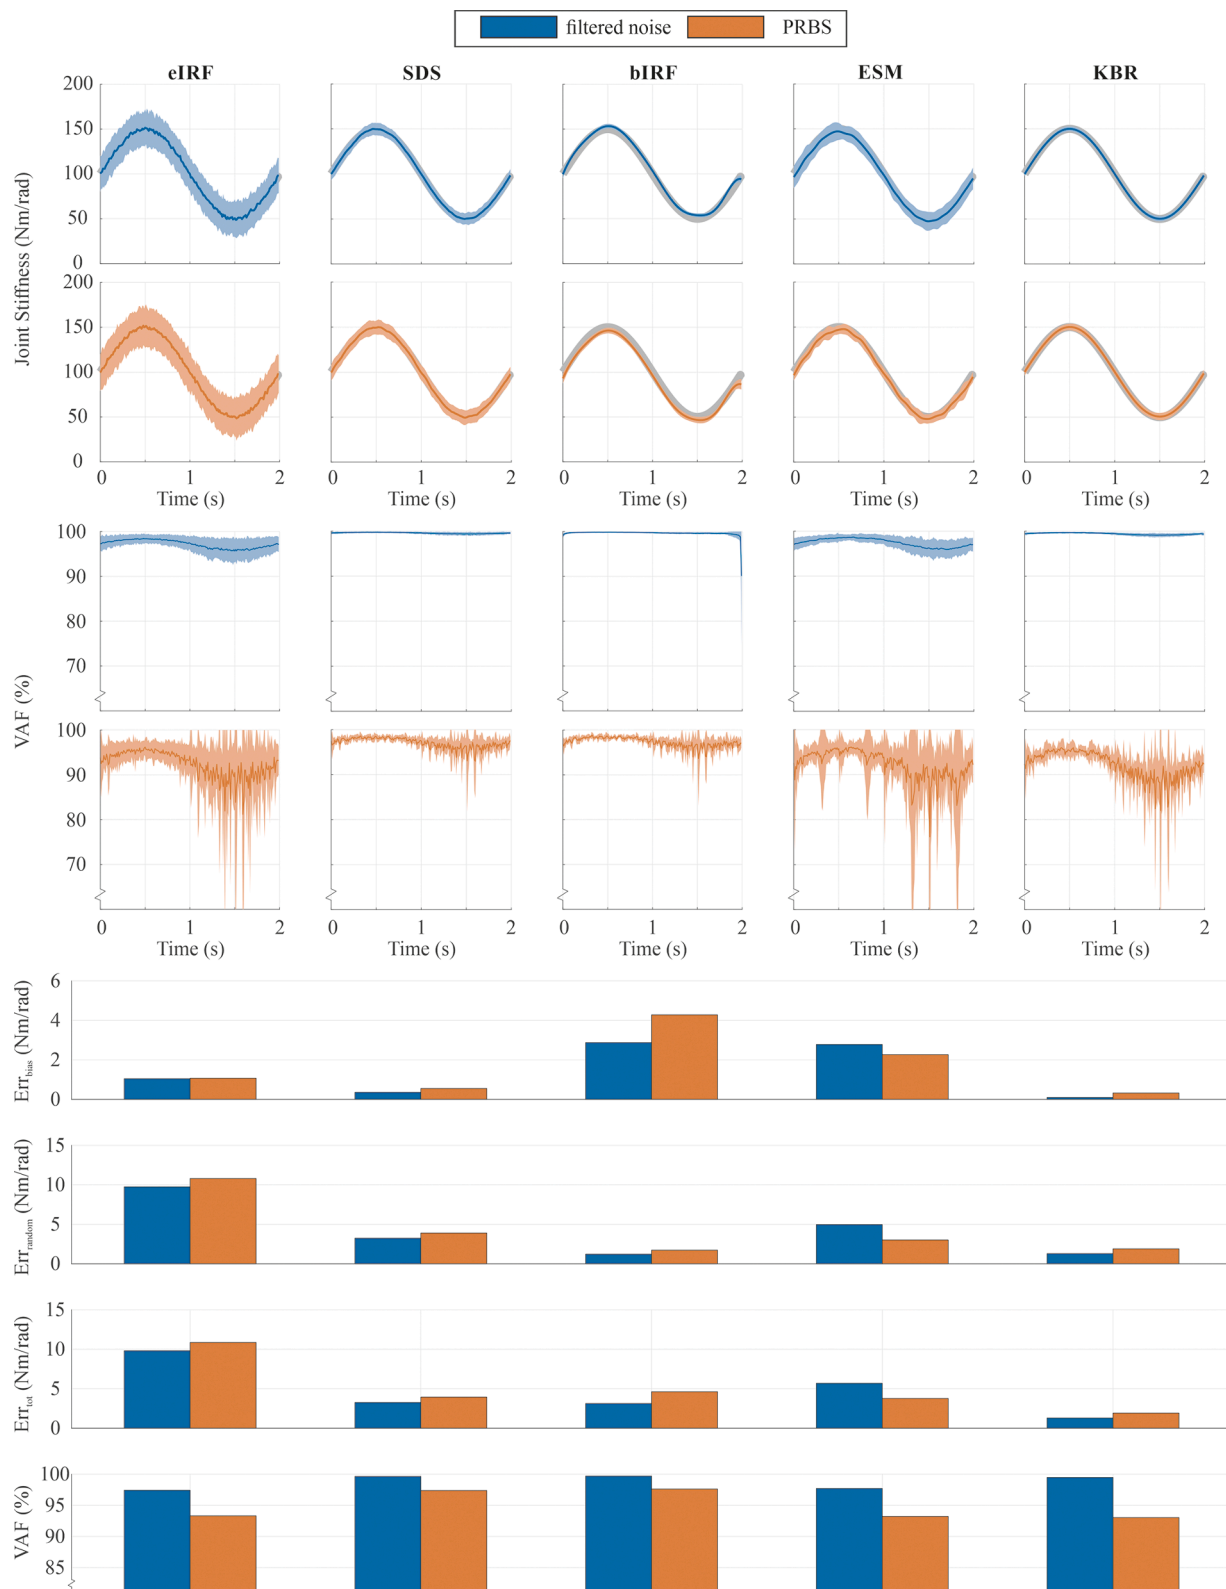 filtered noise PRBS
eIRF SDS bIRF ESM KBR
Joint Stiffness (Nm/rad)
200
150
100
50
0
200
150
100
50
0
0 1 2 0 1 2 0 1 2 0 1 2 0 1 2
Time (s) Time (s) Time (s) Time (s) Time (s)
VAF (%)
100
90
80
70
100
90
80
70
0 1 2 0 1 2 0 1 2 0 1 2 0 1 2
Time (s) Time (s) Time (s) Time (s) Time (s)
Errbias (Nm/rad)
6
4
2
0
Errrandom (Nm/rad)
15
10
5
0
Errtot (Nm/rad)
15
10
5
0
VAF (%)
100
95
90
85